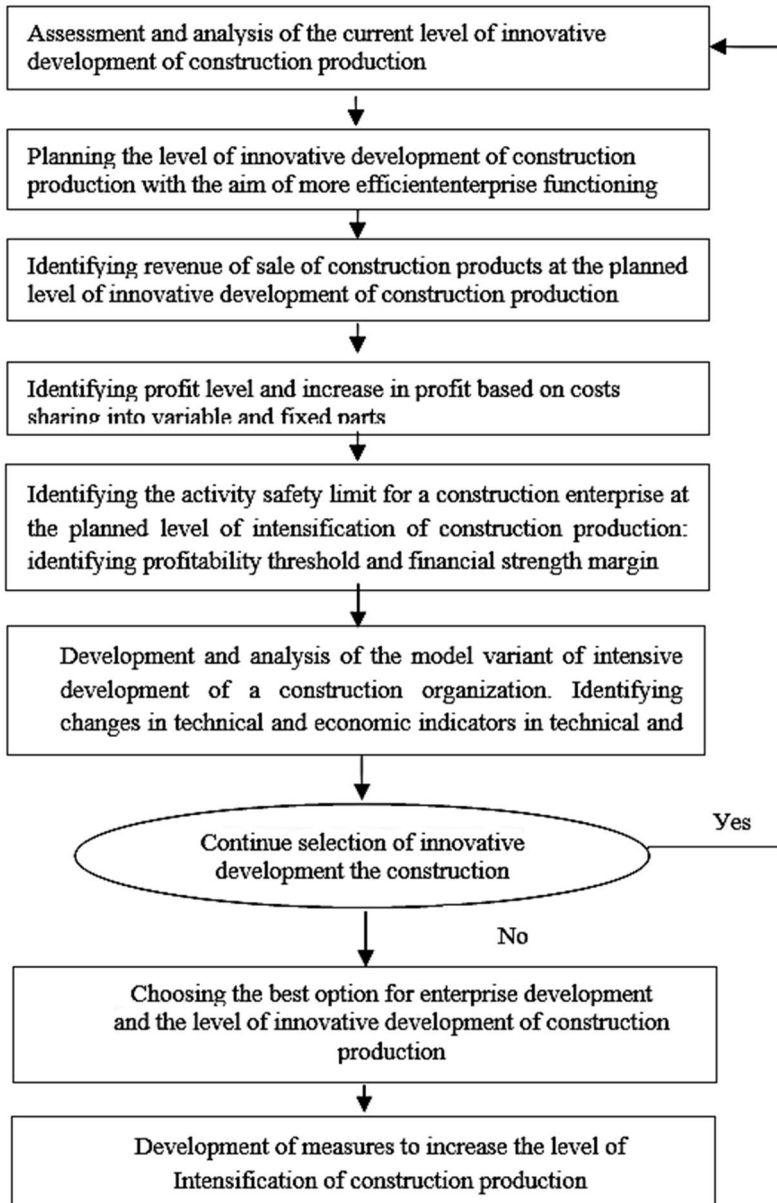 Assessment and analysis of the current level of innovative
development of construction production
Planning the level of innovative development of construction
production with the aim of more efficiententerprise functioning
Identifying revenue of sale of construction products at the planned
level of innovative development of construction production
Identifying profit level and increase in profit based on costs
sharing into variable and fixed parts
Identifying the activity safety limit for a construction enterprise at
the planned level of intensification of construction production:
identifying profitability threshold and financial strength margin
Development and analysis of the model variant of intensive
development of a construction organization. Identifying
changes in technical and economic indicators in technical and
Continue selection of innovative
development the construction
Уes
No
Choosing the best option for enterprise development
and the level of innovative development of construction
production
Development of measures to increase the level of
Intensification of construction production